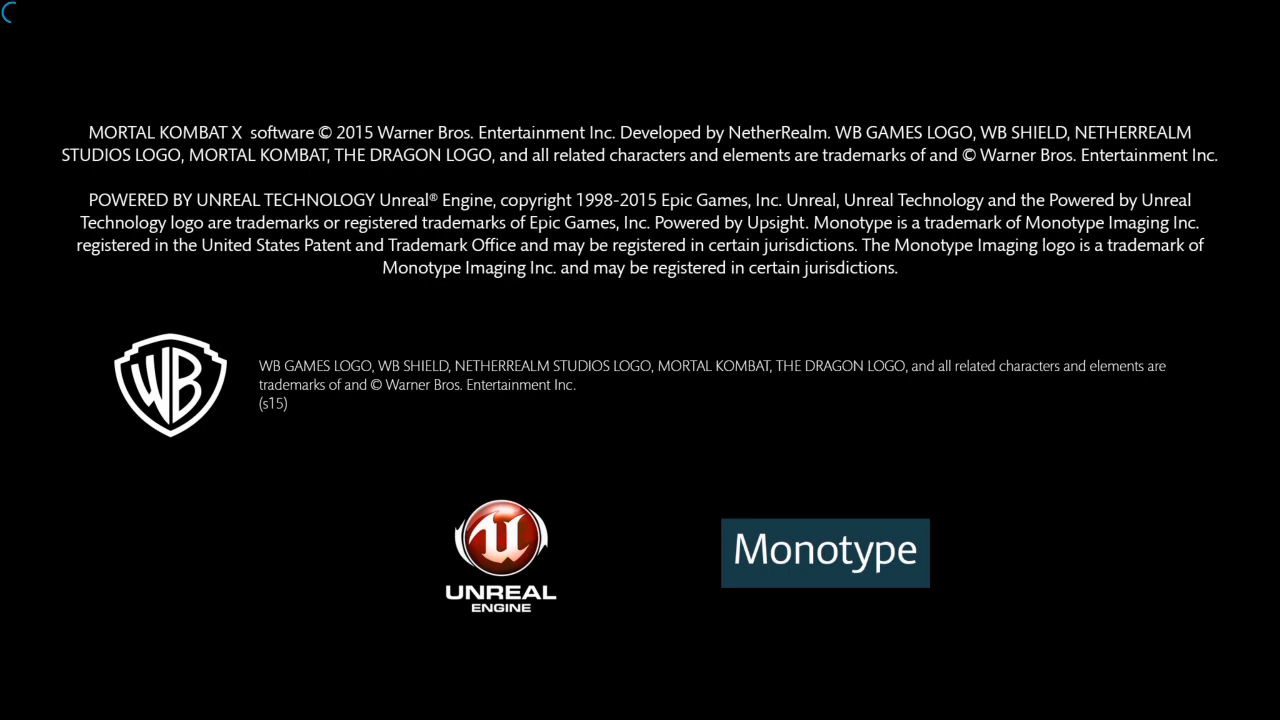 MORTAL KOMBAT X  software © 2015 Warner Bros. Entertainment Inc. Developed by NetherRealm. WB GAMES LOGO, WB SHIELD, NETHERREALM
STUDIOS LOGO, MORTAL KOMBAT, THE DRAGON LOGO, and all related characters and elements are trademarks of and © Warner Bros. Entertainment Inc.
POWERED BY UNREAL TECHNOLOGY Unreal® Engine, copyright 1998-2015 Epic Games, Inc. Unreal, Unreal Technology and the Powered by Unreal
Technology logo are trademarks or registered trademarks of Epic Games, Inc. Powered by Upsight. Monotype is a trademark of Monotype Imaging Inc.
registered in the United States Patent and Trademark Office and may be registered in certain jurisdictions. The Monotype Imaging logo is a trademark of
Monotype Imaging Inc. and may be registered in certain jurisdictions.
WB
WB GAMES LOGO, WB SHIELD, NETHERREALM STUDIOS LOGO, MORTAL KOMBAT, THE DRAGON LOGO, and all related characters and elements are
trademarks of and © Warner Bros. Entertainment Inc.
(s15)
UNREAL
ENGINE
Monotype